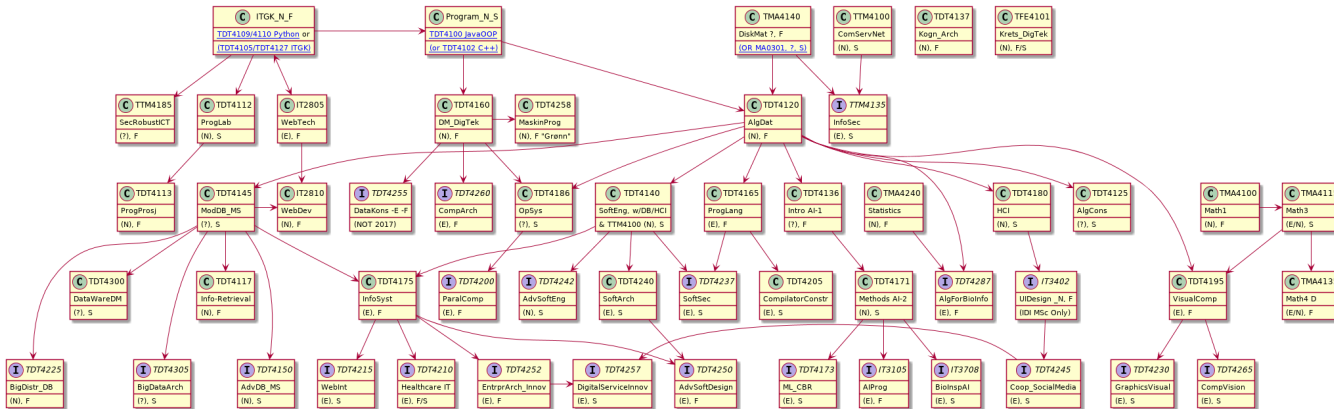 C ITGK_N_F
TDT4109/4110 Python or
(TDT4105/TDT4127 ITGK)
C Program_N_S
TDT4100 JavaOOP
(or TDT4102 C++)
C TMA4140
DiskMat ?, F
(OR MA0301, ?, S)
C TTM4100
ComServNet
(N), S
C TDT4137
Kogn_Arch
(N), F
C TFE4101
Krets_DigTek
(N), F/S
C TTM4185
SecRobustICT
(?), F
C TDT4112
ProgLab
(N), S
C IT2805
WebTech
(E), F
C TDT4160
DM_DigTek
(N), F
C TDT4258
MaskinProg
(N), F "Grønn"
C TDT4120
AlgDat
(N), F
I TTM4135
InfoSec
(E), S
C TDT4113
ProgProsj
(N), F
C TDT4145
ModDB_MS
(?), S
C IT2810
WebDev
(N), F
I TDT4255
DataKons -E -F
(NOT 2017)
I TDT4260
CompArch
(E), F
C TDT4186
OpSys
(?), S
C TDT4140
SoftEng, w/DB/HCI
& TTM4100 (N), S
C TDT4165
ProgLang
(E), F
C TDT4136
Intro AI-1
(?), F
C TMA4240
Statistics
(N), F
C TDT4180
HCI
(N), S
C TDT4125
AlgCons
(?), S
C TMA4100
Math1
(N), F
C TMA411
Math3
(E/N), S
C TDT4300
DataWareDM
(?), S
C TDT4117
Info-Retrieval
(N), F
C TDT4175
InfoSyst
(E), F
I TDT4200
ParalComp
(E), F
I TDT4242
AdvSoftEng
(N), S
C TDT4240
SoftArch
(E), S
I TDT4237
SoftSec
(E), S
C TDT4205
CompilatorConstr
(E), S
C TDT4171
Methods AI-2
(N), S
I TDT4287
AlgForBioInfo
(E), F
I IT3402
UIDesign _N, F
(IDI MSc Only)
C TDT4195
VisualComp
(E), F
C TMA413
Math4 D
(E/N), F
I TDT4225
BigDistr_DB
(N), F
I TDT4305
BigDataArch
(?), S
I TDT4150
AdvDB_MS
(N), S
I TDT4215
WebInt
(E), S
I TDT4210
Healthcare IT
(E), F/S
I TDT4252
EntrprArch_Innov
(E), F
I TDT4257
DigitalServiceInnov
(E), S
I TDT4250
AdvSoftDesign
(E), F
I TDT4173
ML_CBR
(E), S
I IT3105
AIProg
(E), F
I IT3708
BioInspAI
(E), S
I TDT4245
Coop_SocialMedia
(E), S
I TDT4230
GraphicsVisual
(E), S
I TDT4265
CompVision
(E), S